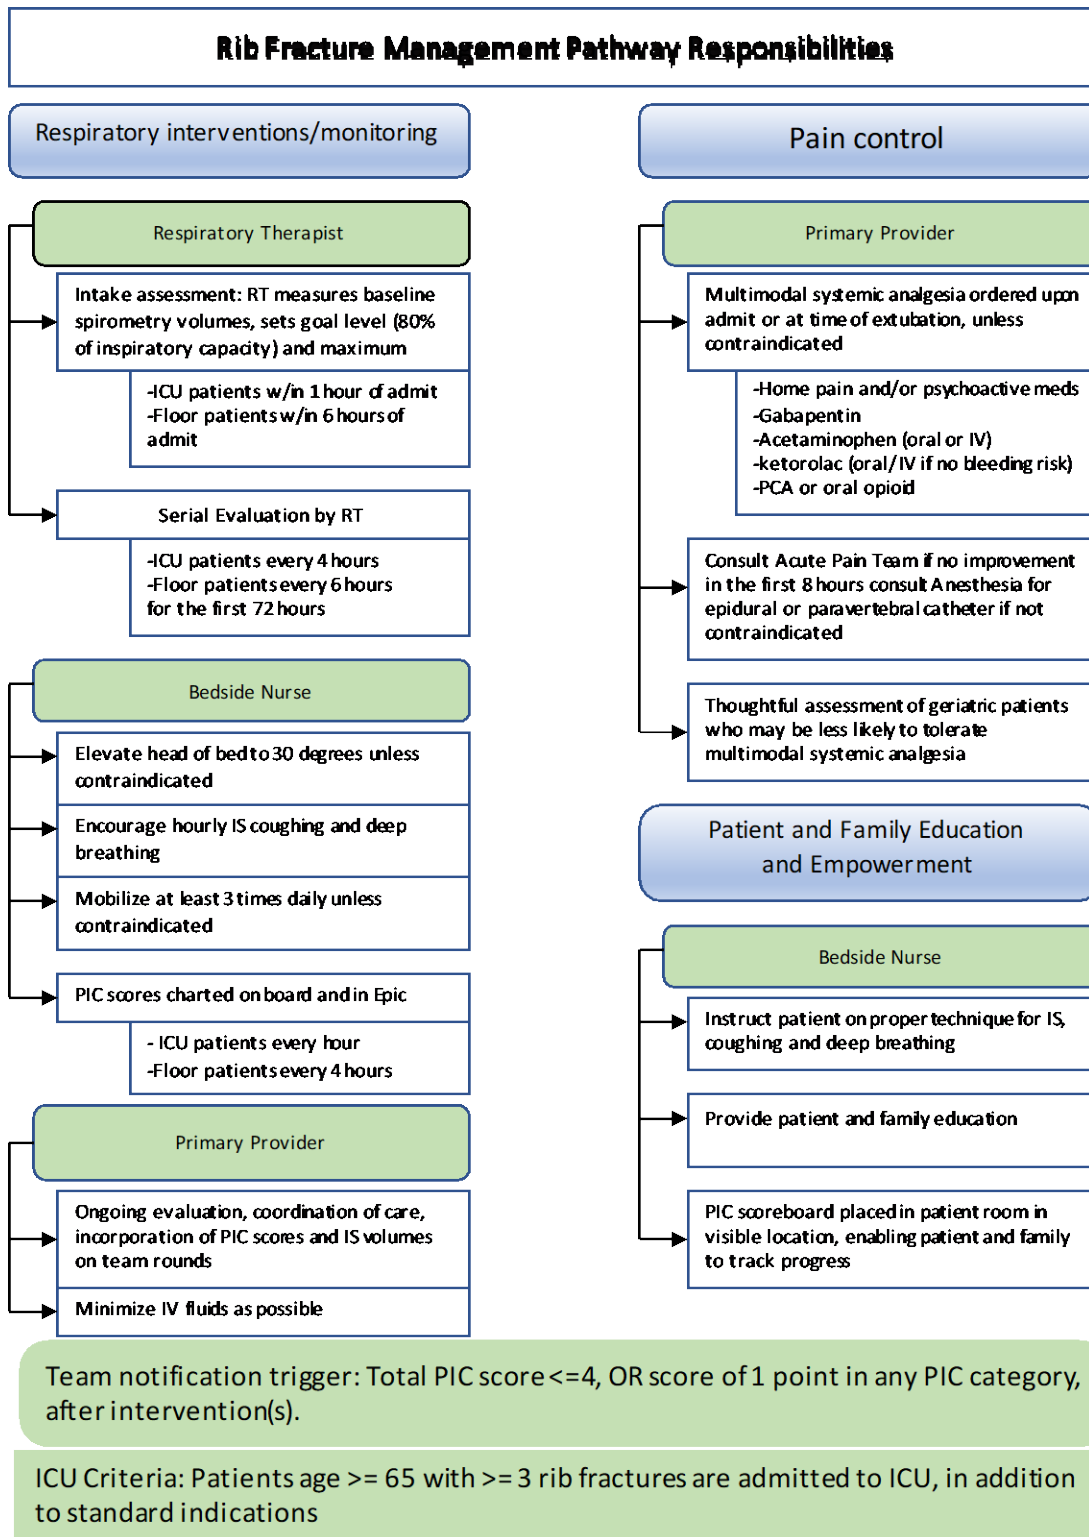 Rib Fracture Management Pathway Responsibilities
Respiratory interventions/monitoring
Respiratory Therapist
Intake assessment: RT measures baseline
spirometry volumes, sets goal level (80%
of inspiratory capacity) and maximum
-ICU patients w/in 1 hour of admit
-Floor patients w/in 6 hours of
admit
Serial Evaluation by RT
-ICU patients every 4 hours
-Floor patients every 6 hours
for the first 72 hours
Bedside Nurse
Elevate head of bed to 30 degrees unless
contraindicated
Encourage hourly IS coughing and deep
breathing
Mobilize at least 3 times daily unless
contraindicated
PIC scores charted on board and in Epic
- ICU patients every hour
-Floor patients every 4 hours
Primary Provider
Ongoing evaluation, coordination of care,
incorporation of PIC scores and IS volumes
on team rounds
Minimize IV fluids as possible
Pain control
Primary Provider
Multimodal systemic analgesia ordered upon
admit or at time of extubation, unless
contraindicated
-Home pain and/or psychoactive meds
-Gabapentin
-Acetaminophen (oral or IV)
-ketorolac (oral/IV if no bleeding risk)
-PCA or oral opioid
Consult Acute Pain Team if no improvement
in the first 8 hours consult Anesthesia for
epidural or paravertebral catheter if not
contraindicated
Thoughtful assessment of geriatric patients
who may be less likely to tolerate
multimodal systemic analgesia
Patient and Family Education
and Empowerment
Bedside Nurse
Instruct patient on proper technique for IS,
coughing and deep breathing
Provide patient and family education
PIC scoreboard placed in patient room in
visible location, enabling patient and family
to track progress
Team notification trigger: Total PIC score <=4, OR score of 1 point in any PIC category,
after intervention(s).
ICU Criteria: Patients age >= 65 with >= 3 rib fractures are admitted to ICU, in addition
to standard indications